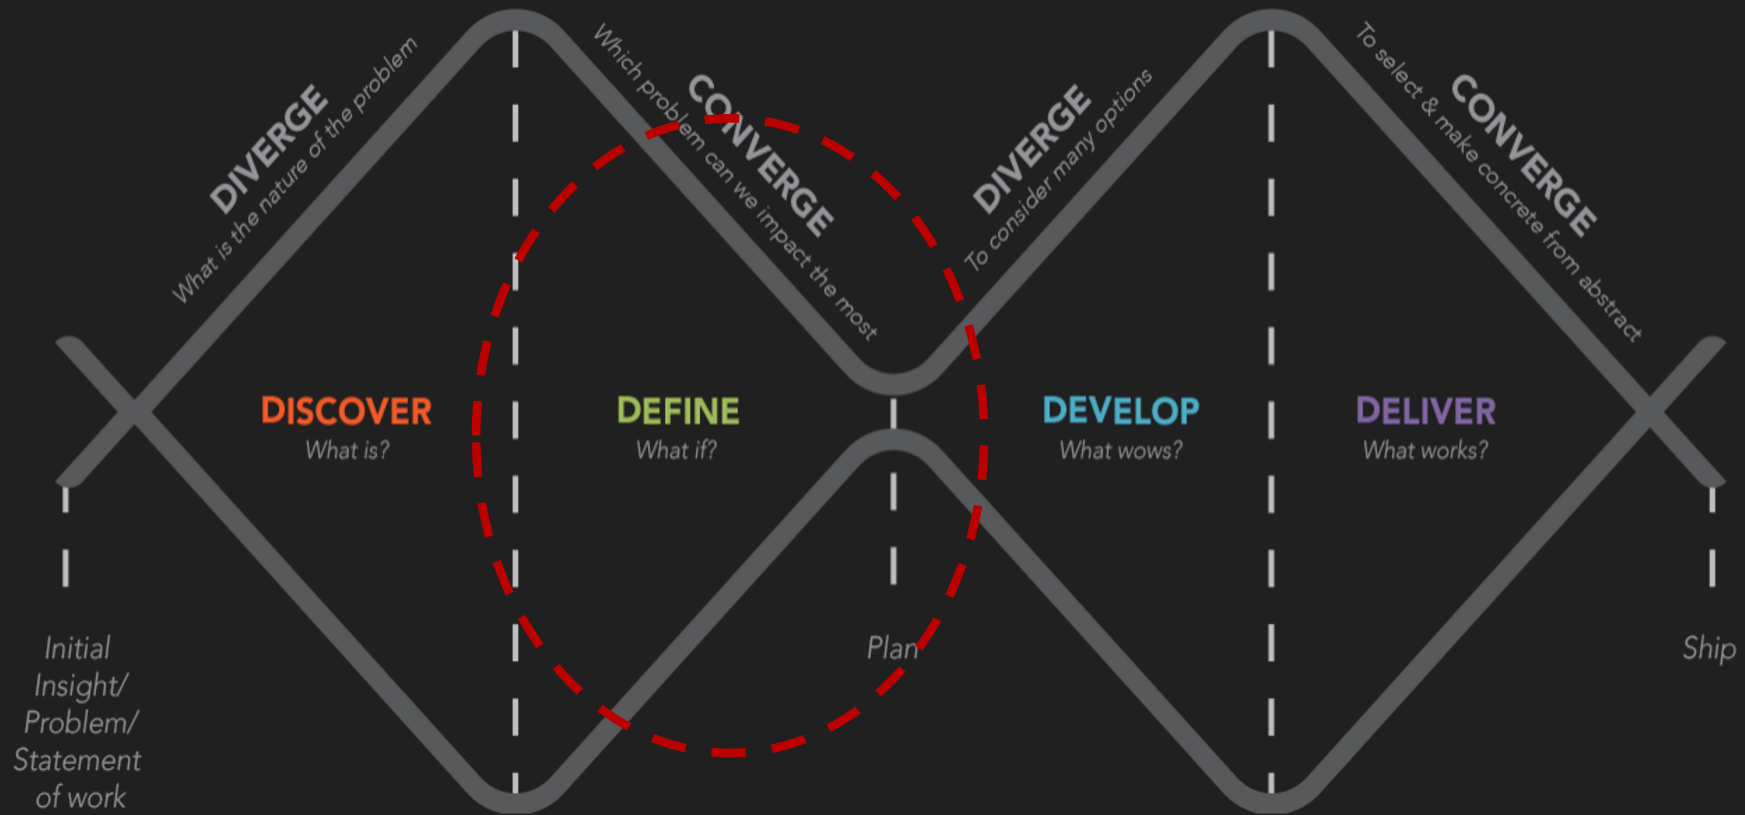 DIVERGE
What is the nature of the problem
CONVERGE
Which problem can we impact the most
DIVERGE
To consider many options
CONVERGE
To select & make concrete from abstract
DISCOVER
What is?
DEFINE
What if?
DEVELOP
What wows?
DELIVER
What works?
Initial
Insight/
Problem/
Statement
of work
Plan
Ship